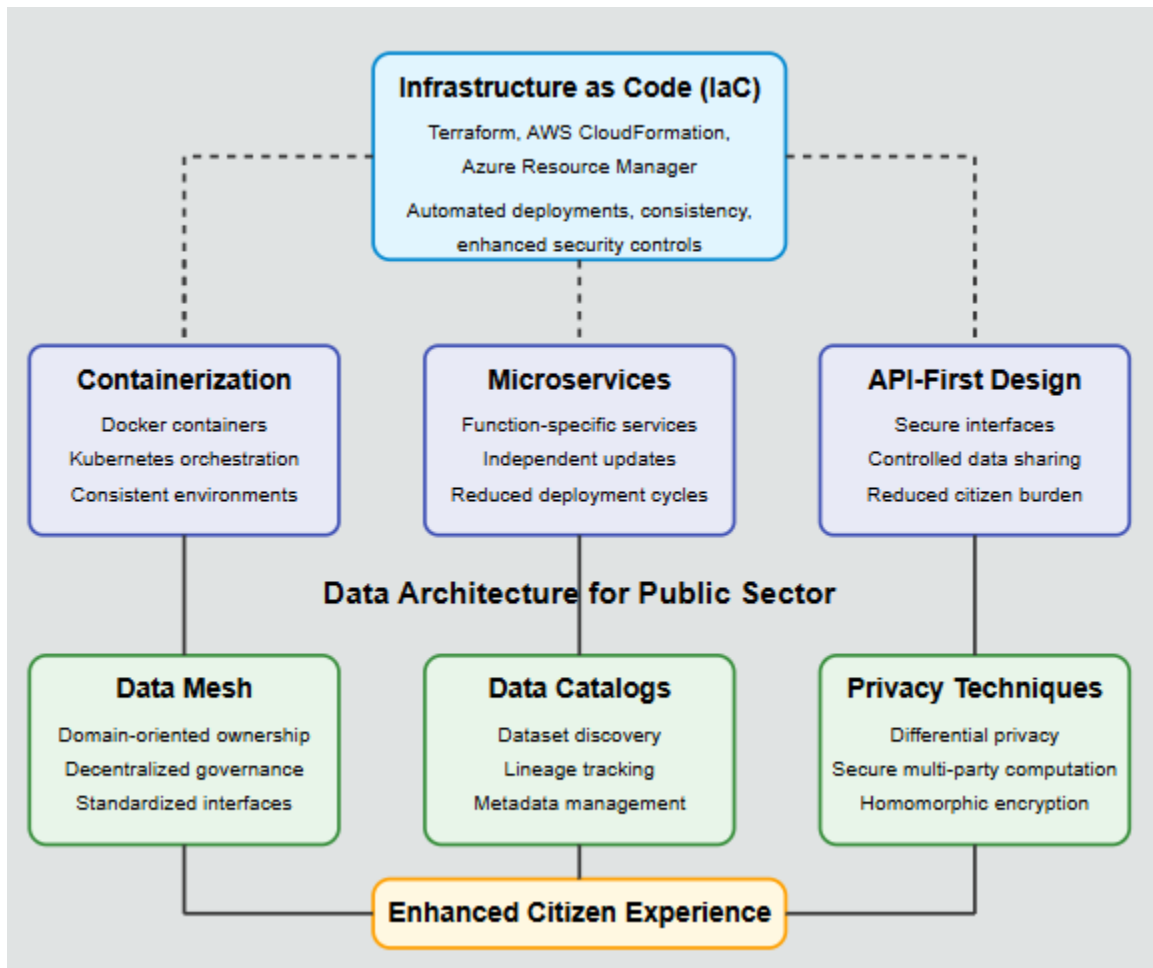 Infrastructure as Code (IaC)
Terraform, AWS CloudFormation,
Azure Resource Manager
Automated deployments, consistency,
enhanced security controls
Containerization
Docker containers
Kubernetes orchestration
Consistent environments
Microservices
Function-specific services
Independent updates
Reduced deployment cycles
API-First Design
Secure interfaces
Controlled data sharing
Reduced citizen burden
Data Architecture for Public Sector
Data Mesh
Domain-oriented ownership
Decentralized governance
Standardized interfaces
Data Catalogs
Dataset discovery
Lineage tracking
Metadata management
Privacy Techniques
Differential privacy
Secure multi-party computation
Homomorphic encryption
Enhanced Citizen Experience